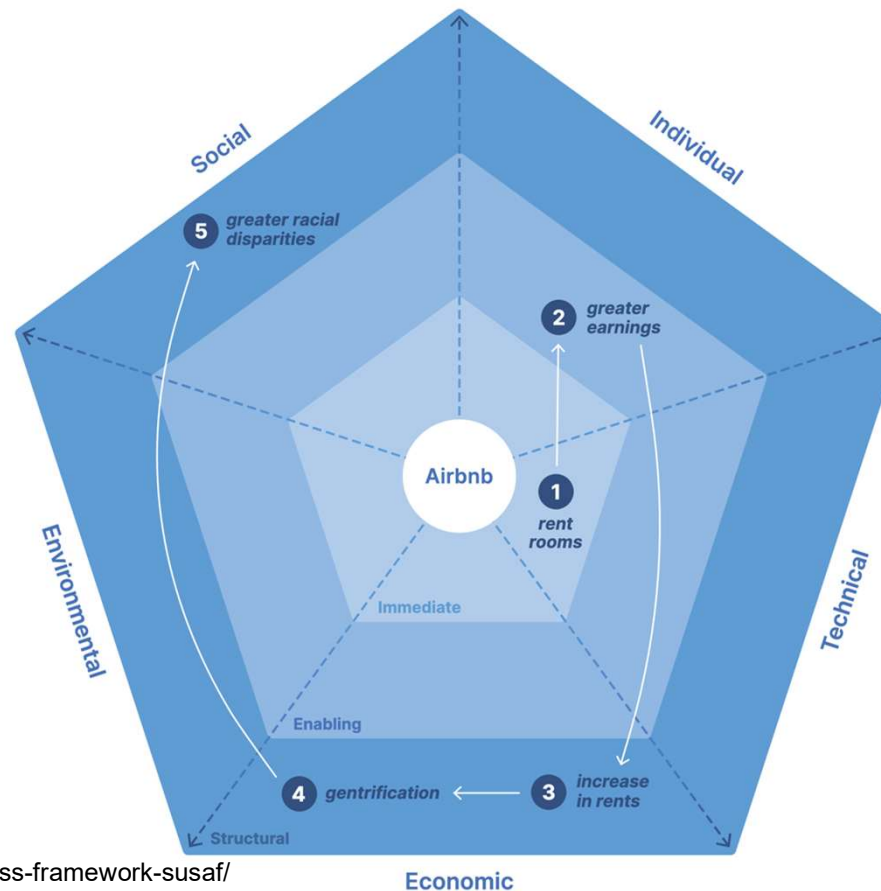 Social
Individual
5
greater racial
disparities
2
greater
earnings
Airbnb
1
rent
rooms
Environmental
Technical
Immediate
Enabling
4
gentrification
3
increase
in rents
Structural
ss-framework-susaf/
Economic